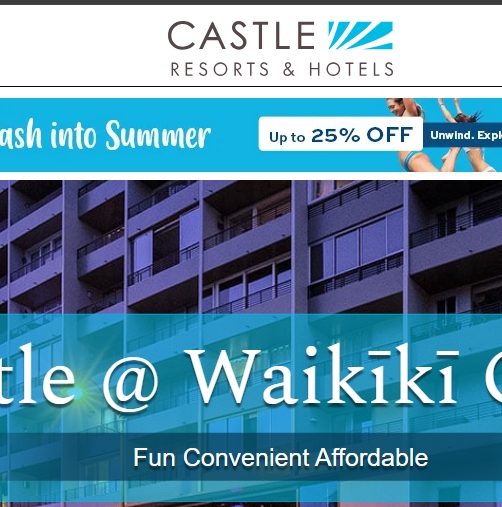 CASTLE
RESORTS & HOTELS
ash into Summer
Up to 25% OFF
Unwind. Expl
tle @ Waikīkī
Fun Convenient Affordable